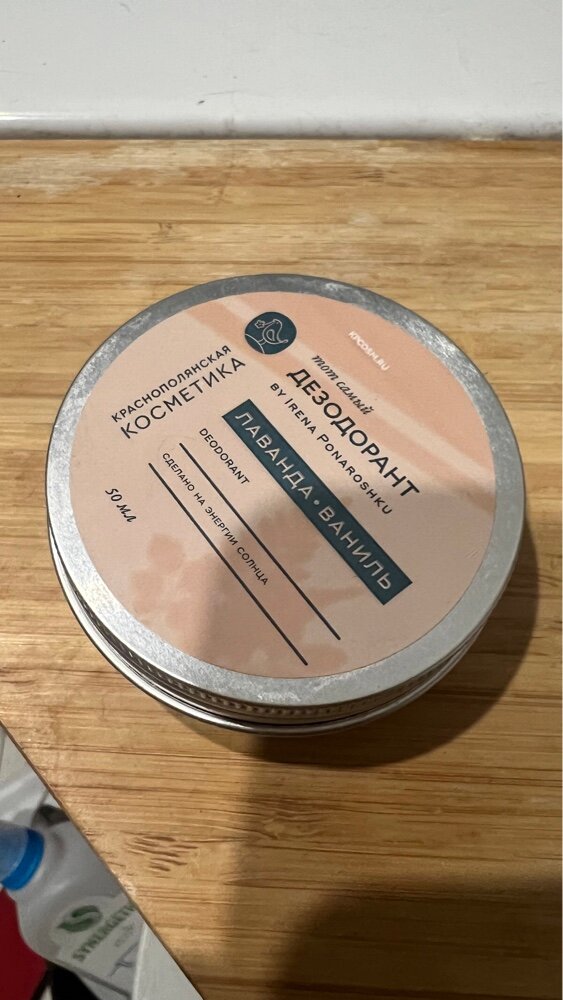 KPCOSM.RU
КРАСНОПОЛЯНСКАЯ
КОСМЕТИКА
тот самый
ДЕЗОДОРАНТ
BY IRENA PONAROSHKU
ЛАВАНДА • ВАНИЛЬ
DEODORANT
СДЕЛАНО НА ЭНЕРГИИ СОЛНЦА
50 мл